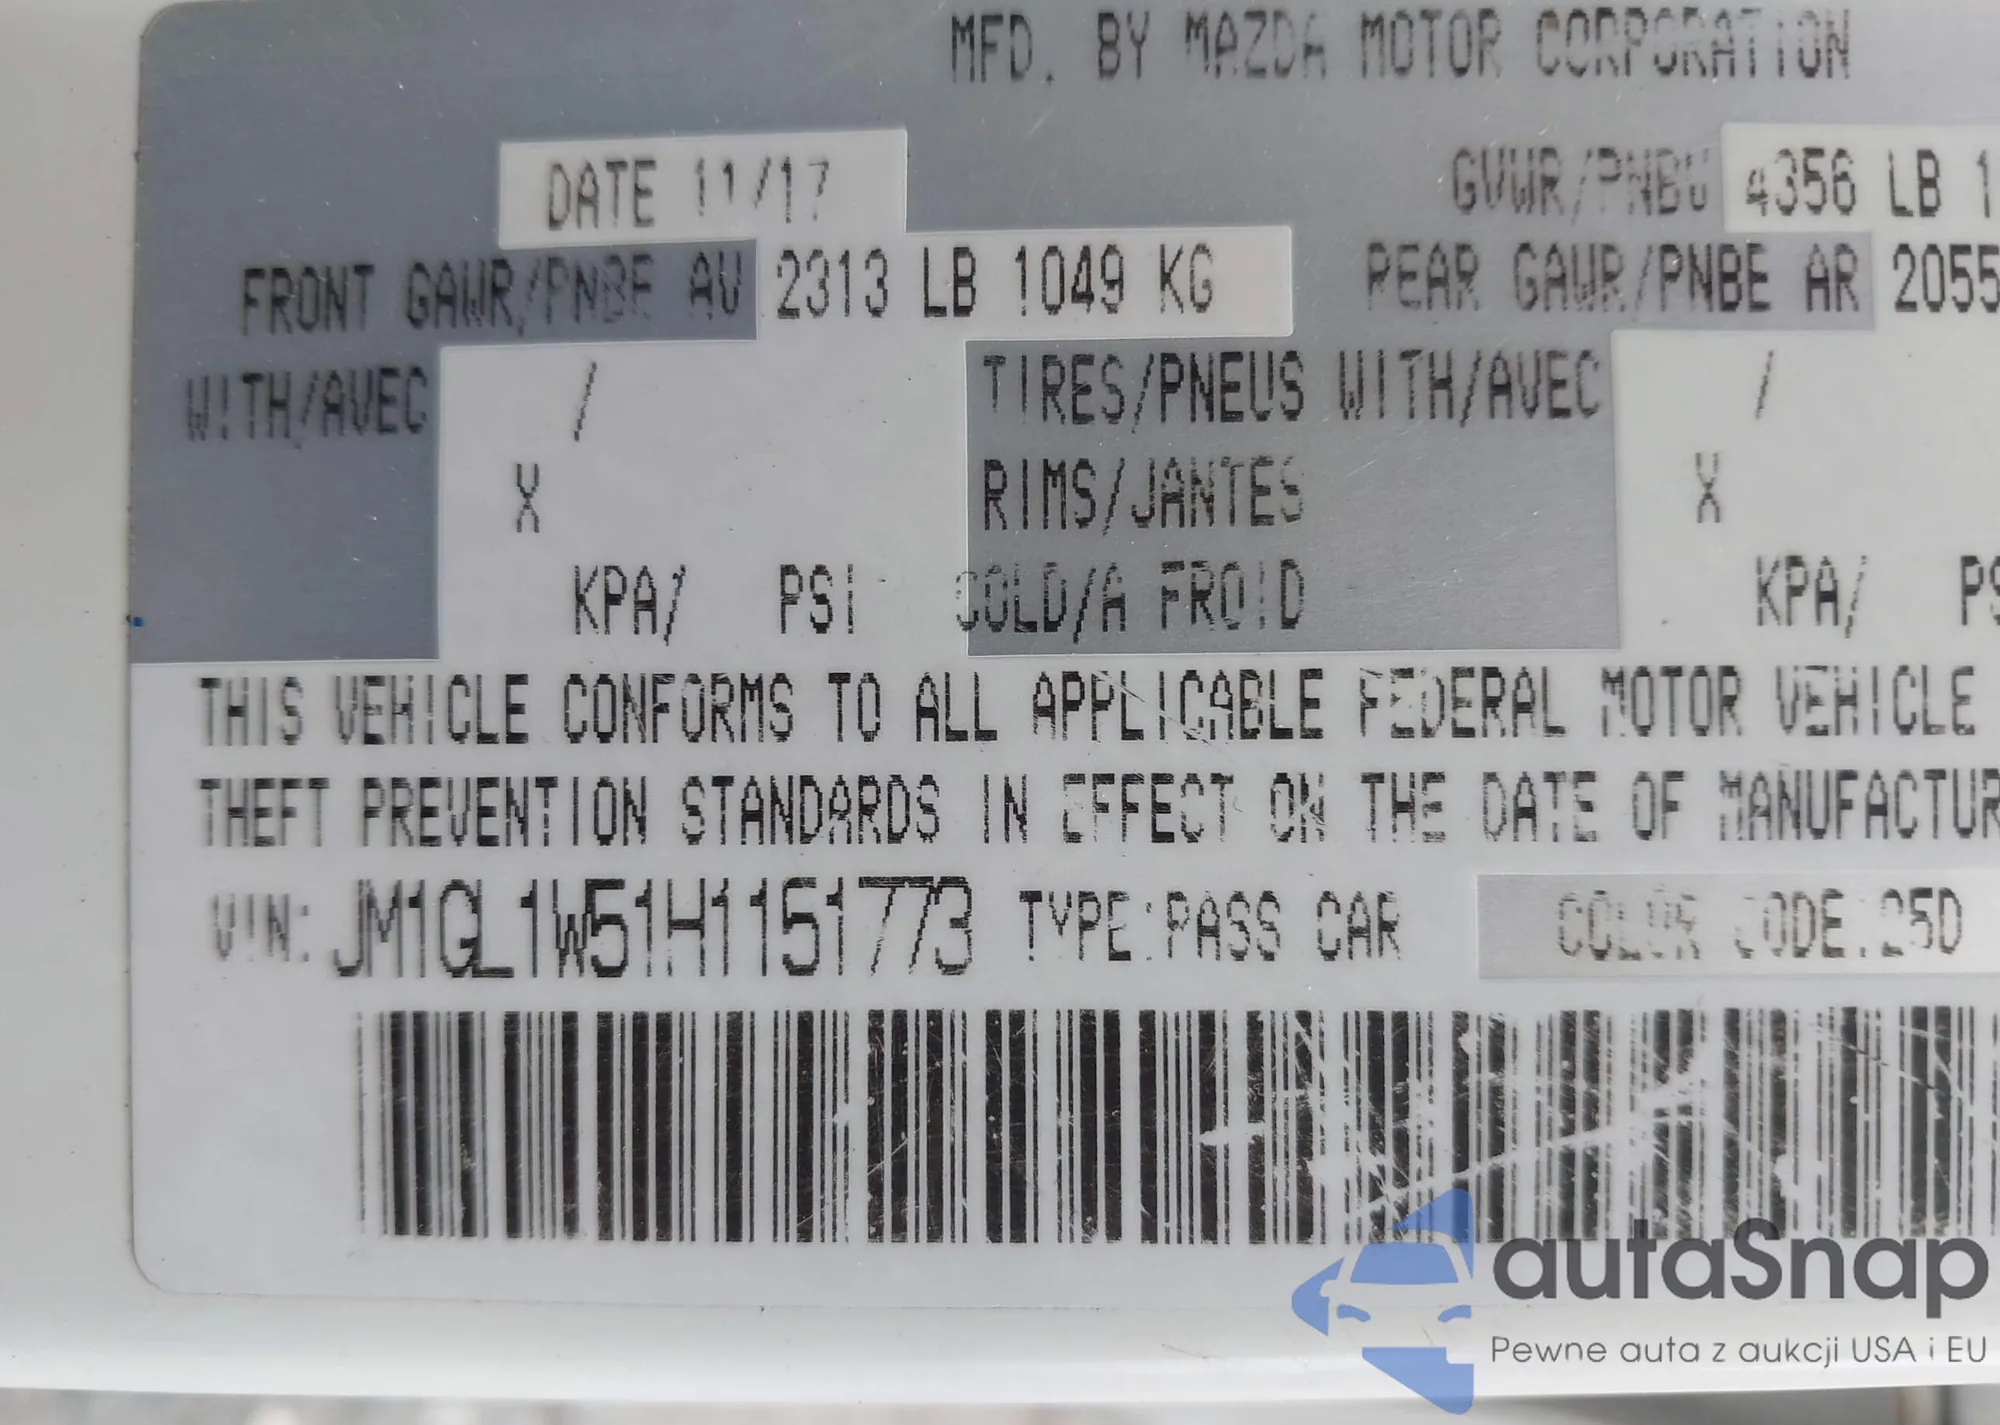 MFD. BY MAZDA MOTOR CORPORATION
DATE 11/17 GVWR/PNBV 4356 LB 1
FRONT GAWR/PNBE AV 2313 LB 1049 KG REAR GAWR/PNBE AR 2055
WITH/AVEC / TIRES/PNEUS WITH/AVEC /
X RIMS/JANTES X
KPA/ PSI COLD/A FROID KPA/ PS
THIS VEHICLE CONFORMS TO ALL APPLICABLE FEDERAL MOTOR VEHICLE
THEFT PREVENTION STANDARDS IN EFFECT ON THE DATE OF MANUFACTUR
VIN: JM1GL1W51H1151773 TYPE:PASS CAR COLOR CODE:25D
autaSnap
Pewne auta z aukcji USA i EU